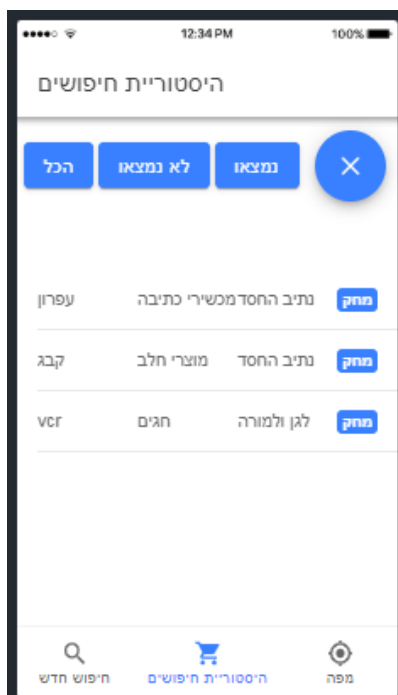 12:34 PM 100%
היסטוריית חיפושים
הכל לא נמצאו נמצאו
עפרון מכשירי כתיבה נתיב החסד מחק
קבג מוצרי חלב נתיב החסד מחק
vcr חגים לגן ולמורה מחק
חיפוש חדש היסטוריית חיפושים מפה